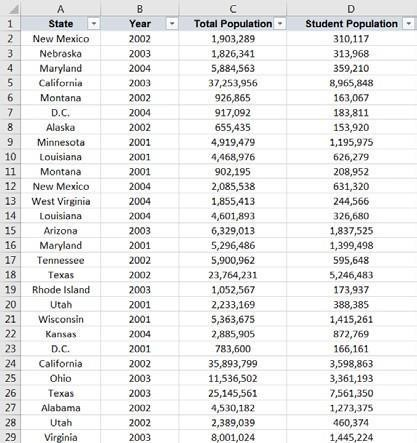 A B C D
1 State Year Total Population Student Population
2 New Mexico 2002 1,903,289 310,117
3 Nebraska 2003 1,826,341 313,968
4 Maryland 2004 5,884,563 359,210
5 California 2003 37,253,956 8,965,848
6 Montana 2002 926,865 163,067
7 D.C. 2004 917,092 183,811
8 Alaska 2002 655,435 153,920
9 Minnesota 2001 4,919,479 1,195,975
10 Louisiana 2001 4,468,976 626,279
11 Montana 2001 902,195 208,952
12 New Mexico 2004 2,085,538 631,320
13 West Virginia 2004 1,855,413 244,566
14 Louisiana 2004 4,601,893 326,680
15 Arizona 2003 6,329,013 1,837,525
16 Maryland 2001 5,296,486 1,399,498
17 Tennessee 2002 5,900,962 595,648
18 Texas 2002 23,764,231 5,246,483
19 Rhode Island 2003 1,052,567 173,937
20 Utah 2001 2,233,169 388,385
21 Wisconsin 2001 5,363,675 1,415,261
22 Kansas 2004 2,885,905 872,769
23 D.C. 2001 783,600 166,161
24 California 2002 35,893,799 3,598,863
25 Ohio 2003 11,536,502 3,361,193
26 Texas 2003 25,145,561 7,561,350
27 Alabama 2002 4,530,182 1,273,375
28 Utah 2002 2,389,039 460,374
29 Virginia 2003 8,001,024 1,445,224